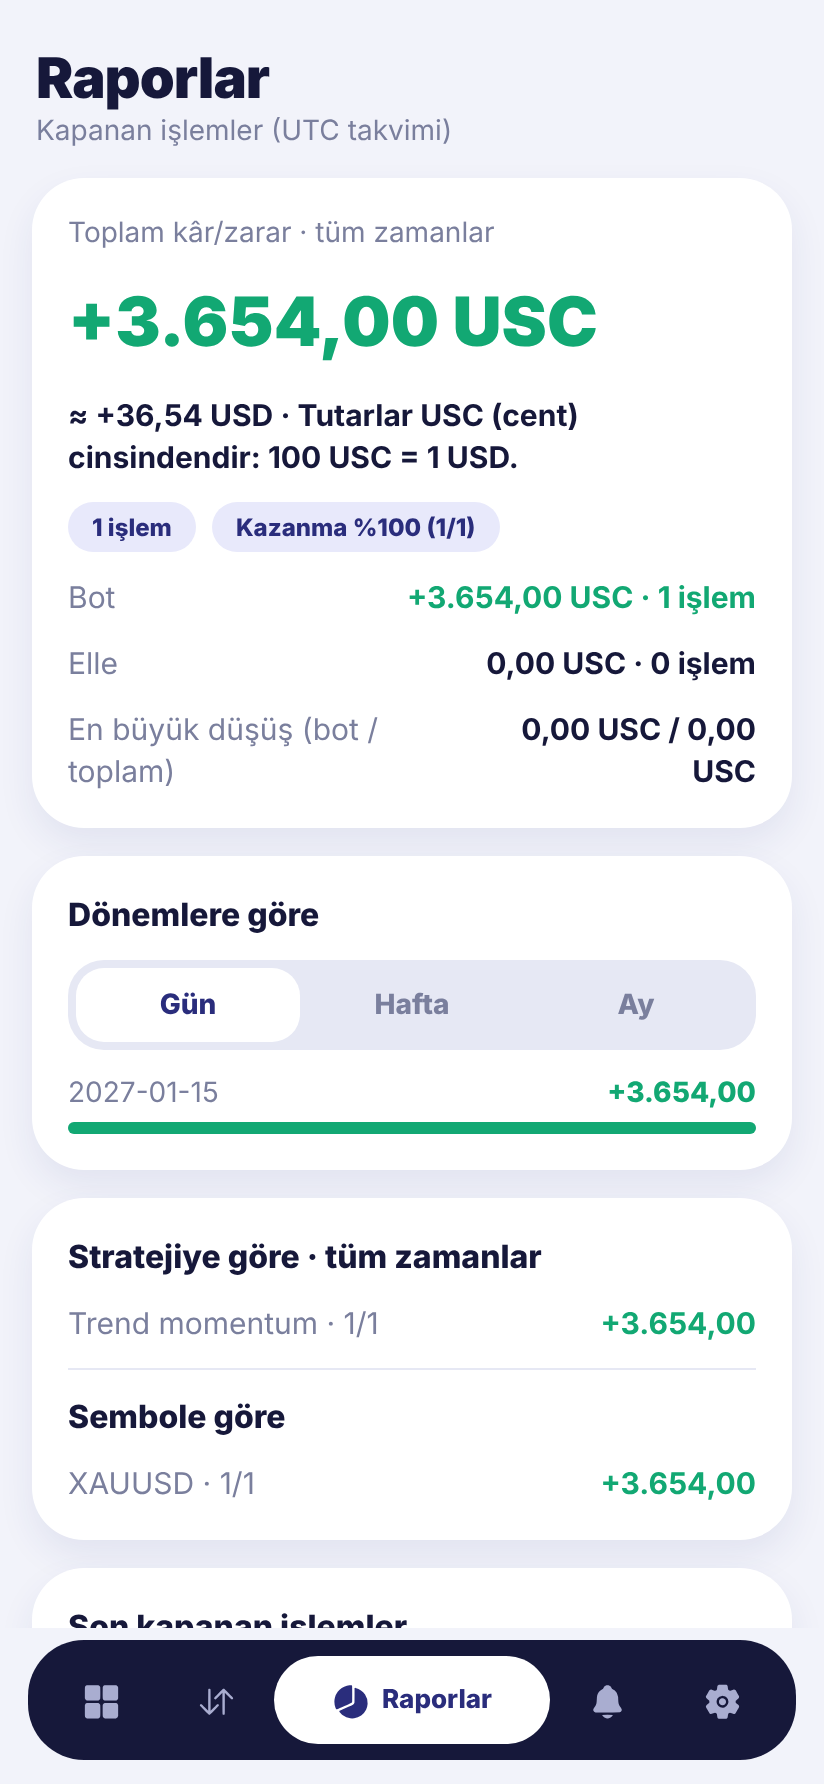 Raporlar
Kapanan işlemler (UTC takvimi)
Toplam kâr/zarar · tüm zamanlar
+3.654,00 USC
≈ +36,54 USD · Tutarlar USC (cent)
cinsindendir: 100 USC = 1 USD.
1 işlem
Kazanma %100 (1/1)
Bot +3.654,00 USC · 1 işlem
Elle 0,00 USC · 0 işlem
En büyük düşüş (bot / 0,00 USC / 0,00
toplam) USC
Dönemlere göre
Gün Hafta Ay
2027-01-15 +3.654,00
Stratejiye göre · tüm zamanlar
Trend momentum · 1/1 +3.654,00
Sembole göre
XAUUSD · 1/1 +3.654,00
Son kapanan işlemler
Raporlar